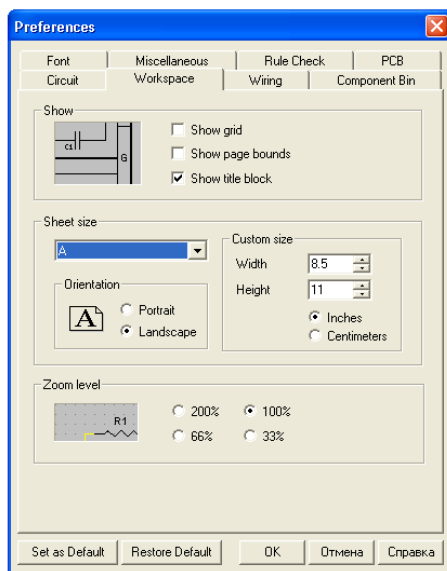 Preferences
Font Miscellaneous Rule Check PCB
Circuit Workspace Wiring Component Bin
Show
C1
G
Show grid
Show page bounds
Show title block
Sheet size
A
Custom size
Width 8.5
Height 11
Inches
Centimeters
Orientation
A
Portrait
Landscape
Zoom level
R1
200% 100%
66% 33%
Set as Default Restore Default OK Отмена Справка